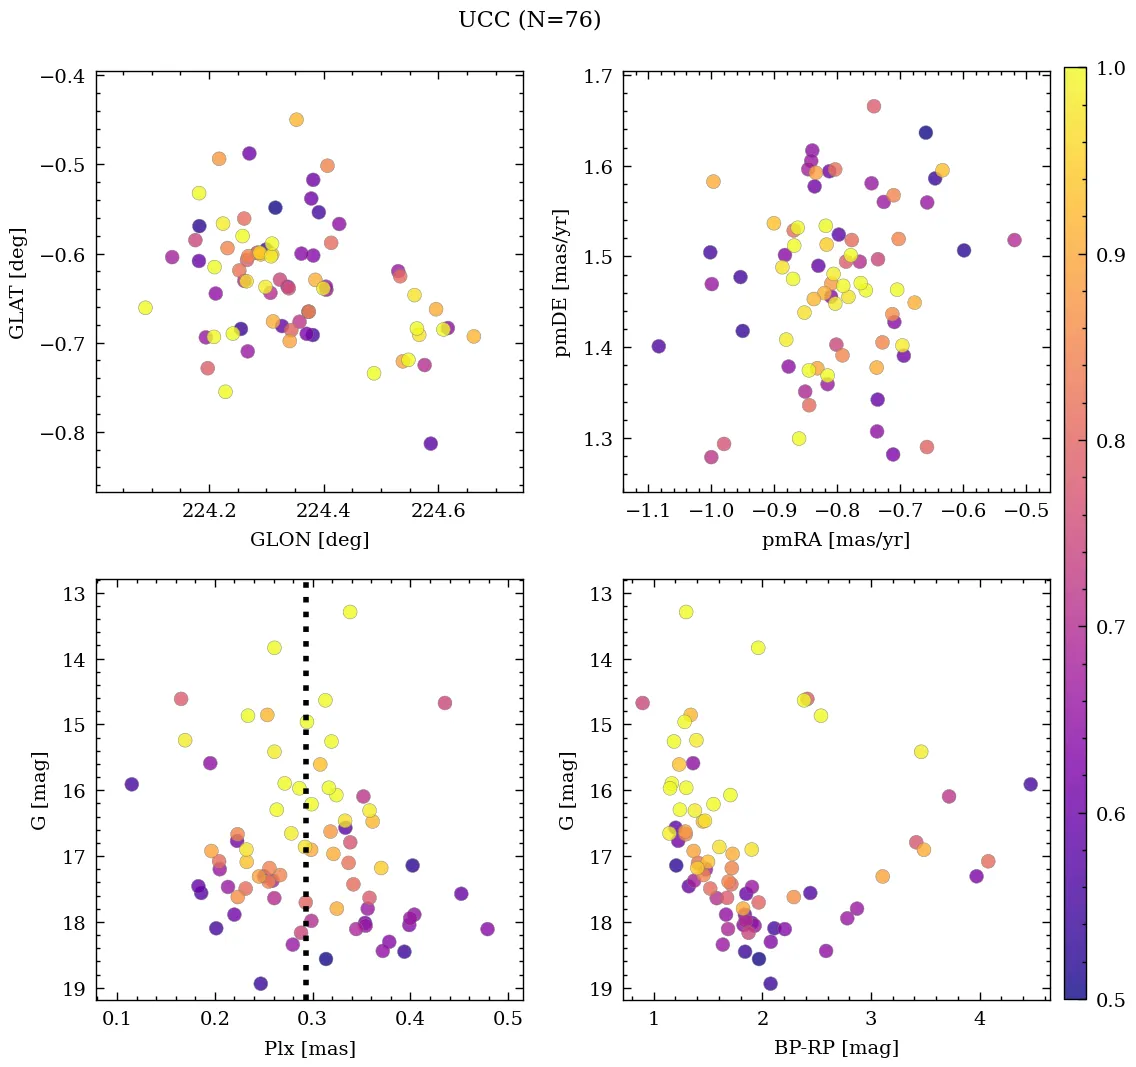 UCC (N=76)
−0.4
−0.5
−0.6
−0.7
−0.8
GLAT [deg]
224.2 224.4 224.6
GLON [deg]
1.7
1.6
1.5
1.4
1.3
pmDE [mas/yr]
−1.1 −1.0 −0.9 −0.8 −0.7 −0.6 −0.5
pmRA [mas/yr]
1.0
0.9
0.8
0.7
0.6
0.5
13
14
15
16
17
18
19
G [mag]
0.1 0.2 0.3 0.4 0.5
Plx [mas]
13
14
15
16
17
18
19
G [mag]
1 2 3 4
BP-RP [mag]